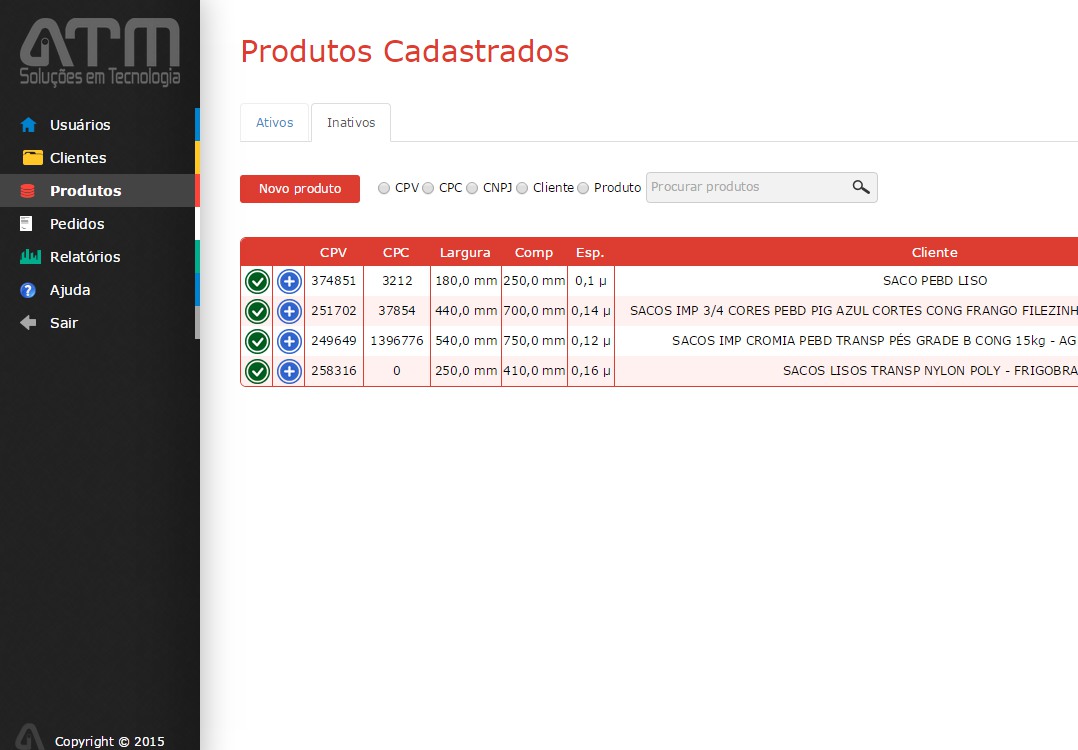 ATM
Soluções em Tecnologia
Usuários
Clientes
Produtos
Pedidos
Relatórios
Ajuda
Sair
Copyright © 2015
Produtos Cadastrados
Ativos Inativos
Novo produto CPV CPC CNPJ Cliente Produto Procurar produtos
CPV CPC Largura Comp Esp. Cliente
374851 3212 180,0 mm 250,0 mm 0,1 µ SACO PEBD LISO
251702 37854 440,0 mm 700,0 mm 0,14 µ SACOS IMP 3/4 CORES PEBD PIG AZUL CORTES CONG FRANGO FILEZINH
249649 1396776 540,0 mm 750,0 mm 0,12 µ SACOS IMP CROMIA PEBD TRANSP PÉS GRADE B CONG 15kg - AG
258316 0 250,0 mm 410,0 mm 0,16 µ SACOS LISOS TRANSP NYLON POLY - FRIGOBRA